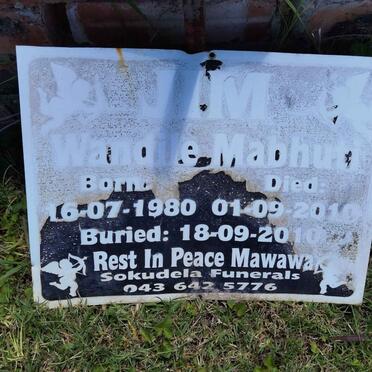 JAM
Wandile Mabhuti
Born: Died:
16-07-1980 01-09-2010
Buried: 18-09-2010
Rest In Peace Mawawa
Sokudela Funerals
043 642 5776